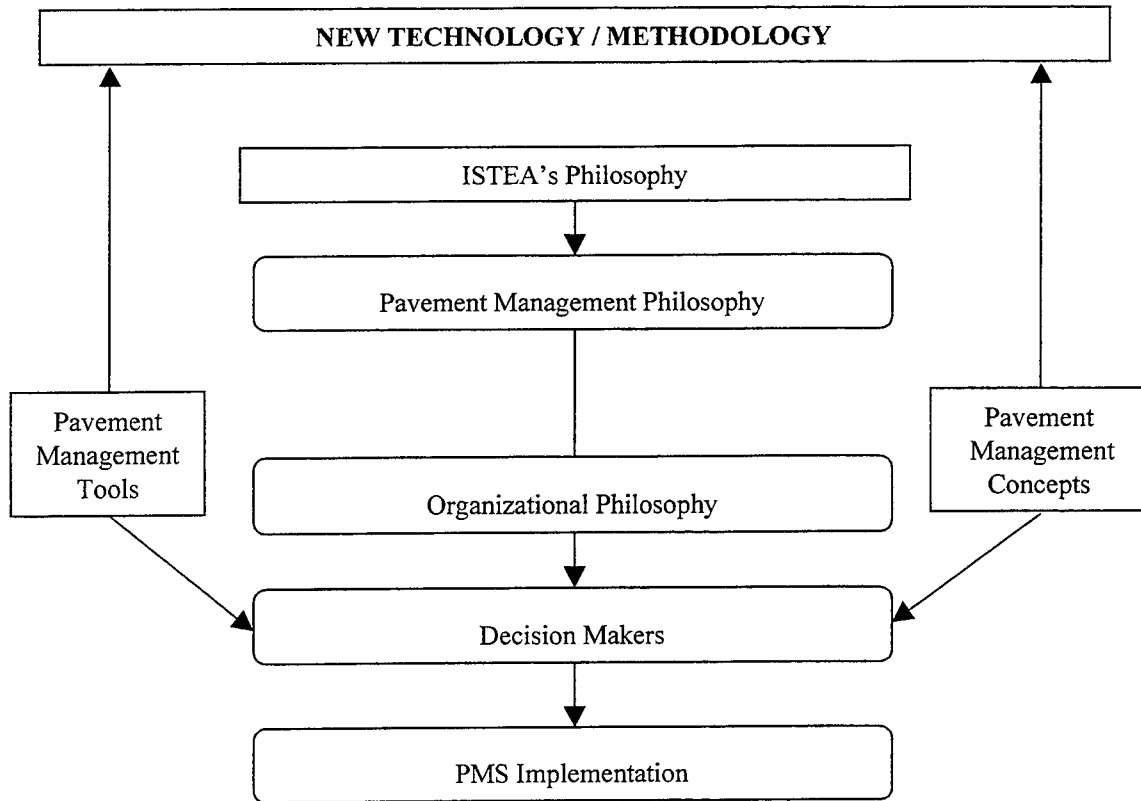 NEW TECHNOLOGY / METHODOLOGY
ISTEA's Philosophy
Pavement Management Philosophy
Pavement
Management
Tools
Pavement
Management
Concepts
Organizational Philosophy
Decision Makers
PMS Implementation